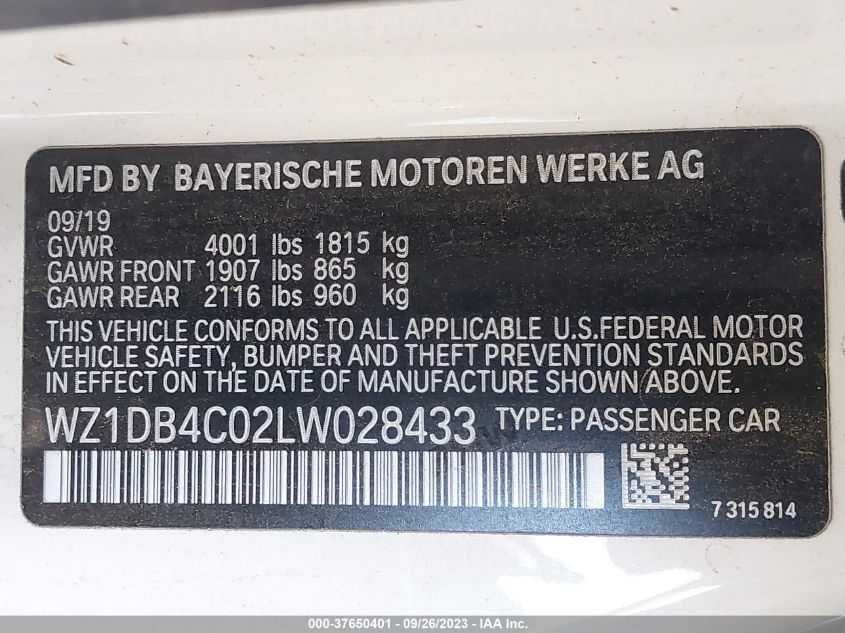 MFD BY BAYERISCHE MOTOREN WERKE AG
09/19
GVWR 4001 lbs 1815 kg
GAWR FRONT 1907 lbs 865 kg
GAWR REAR 2116 lbs 960 kg
THIS VEHICLE CONFORMS TO ALL APPLICABLE U.S.FEDERAL MOTOR
VEHICLE SAFETY, BUMPER AND THEFT PREVENTION STANDARDS
IN EFFECT ON THE DATE OF MANUFACTURE SHOWN ABOVE.
WZ1DB4C02LW028433 TYPE: PASSENGER CAR
7 315 814
000-37650401 - 09/26/2023 - IAA Inc.